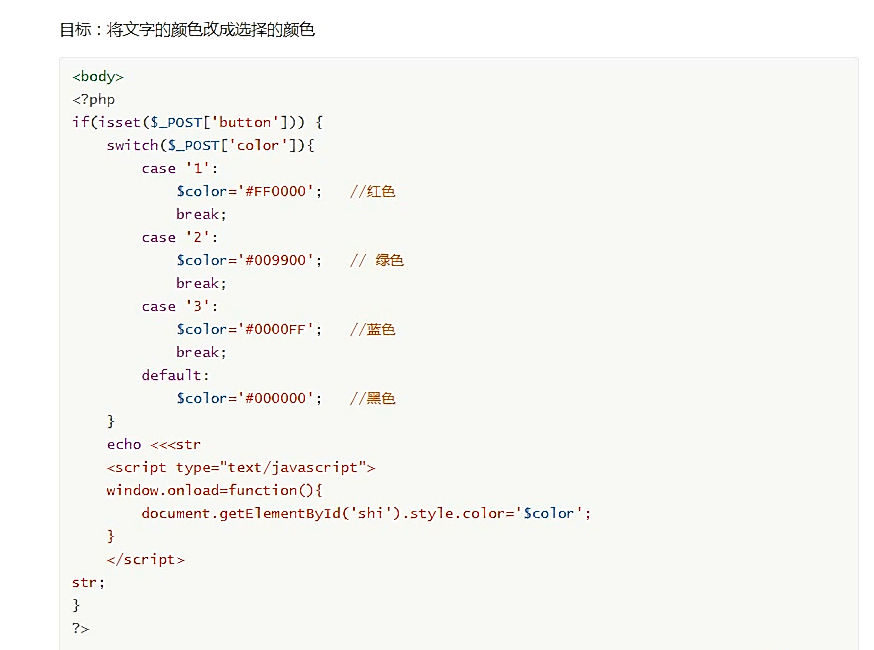 目标：将文字的颜色改成选择的颜色
<body>
<?php
if(isset($_POST['button'])) {
    switch($_POST['color']){
        case '1':
            $color='#FF0000';   //红色
            break;
        case '2':
            $color='#009900';   // 绿色
            break;
        case '3':
            $color='#0000FF';   //蓝色
            break;
        default:
            $color='#000000';   //黑色
    }
    echo <<<str
    <script type="text/javascript">
    window.onload=function(){
        document.getElementById('shi').style.color='$color';
    }
    </script>
str;
}
?>